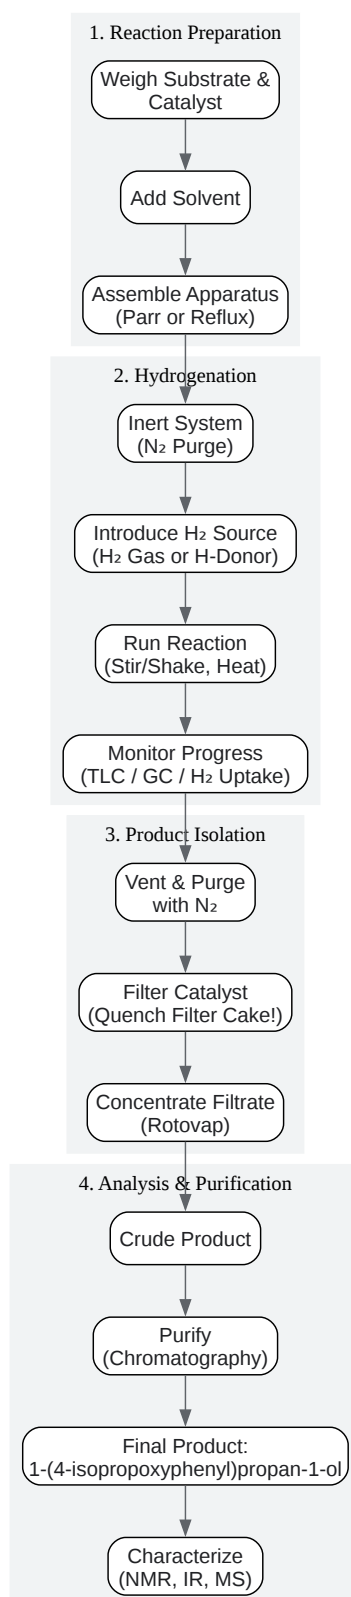 1. Reaction Preparation
Weigh Substrate &
Catalyst
Add Solvent
Assemble Apparatus
(Parr or Reflux)
2. Hydrogenation
Inert System
(N₂ Purge)
Introduce H₂ Source
(H₂ Gas or H-Donor)
Run Reaction
(Stir/Shake, Heat)
Monitor Progress
(TLC / GC / H₂ Uptake)
3. Product Isolation
Vent & Purge
with N₂
Filter Catalyst
(Quench Filter Cake!)
Concentrate Filtrate
(Rotovap)
4. Analysis & Purification
Crude Product
Purify
(Chromatography)
Final Product:
1-(4-isopropoxyphenyl)propan-1-ol
Characterize
(NMR, IR, MS)